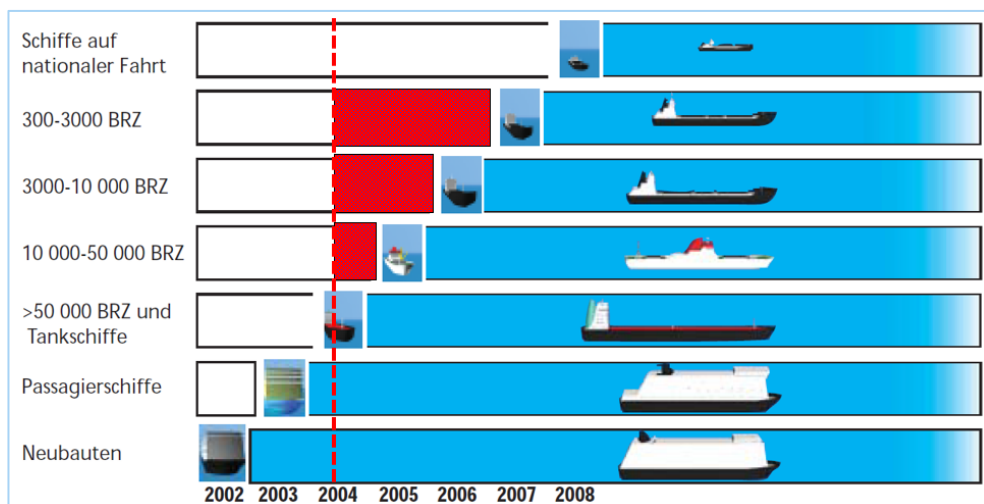 Schiffe auf
nationaler Fahrt
300-3000 BRZ
3000-10 000 BRZ
10 000-50 000 BRZ
>50 000 BRZ und
Tankschiffe
Passagierschiffe
Neubauten
2002 2003 2004 2005 2006 2007 2008